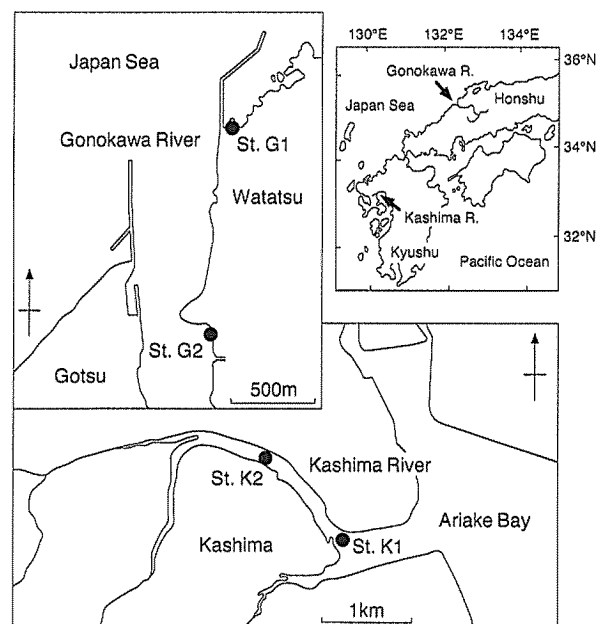 Japan Sea
Gonokawa River
St. G1
Watatsu
St. G2
Gotsu
500m
130°E
132°E
134°E
36°N
34°N
32°N
Gonokawa R.
Honshu
Japan Sea
Kashima R.
Kyushu
Pacific Ocean
Kashima River
St. K2
Ariake Bay
Kashima
St. K1
1km